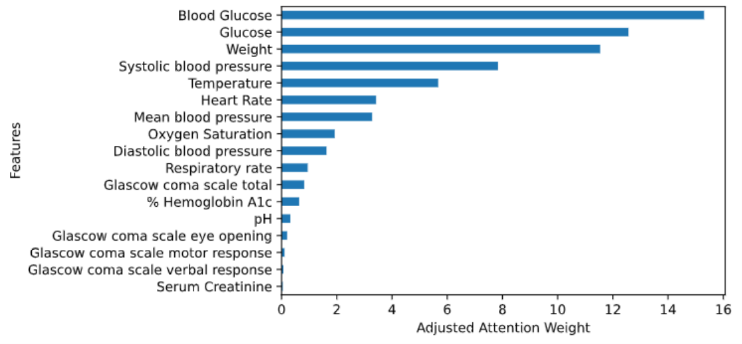 Blood Glucose
Glucose
Weight
Systolic blood pressure
Temperature
Heart Rate
Mean blood pressure
Oxygen Saturation
Diastolic blood pressure
Respiratory rate
Glascow coma scale total
% Hemoglobin A1c
pH
Glascow coma scale eye opening
Glascow coma scale motor response
Glascow coma scale verbal response
Serum Creatinine
Features
0 2 4 6 8 10 12 14 16
Adjusted Attention Weight